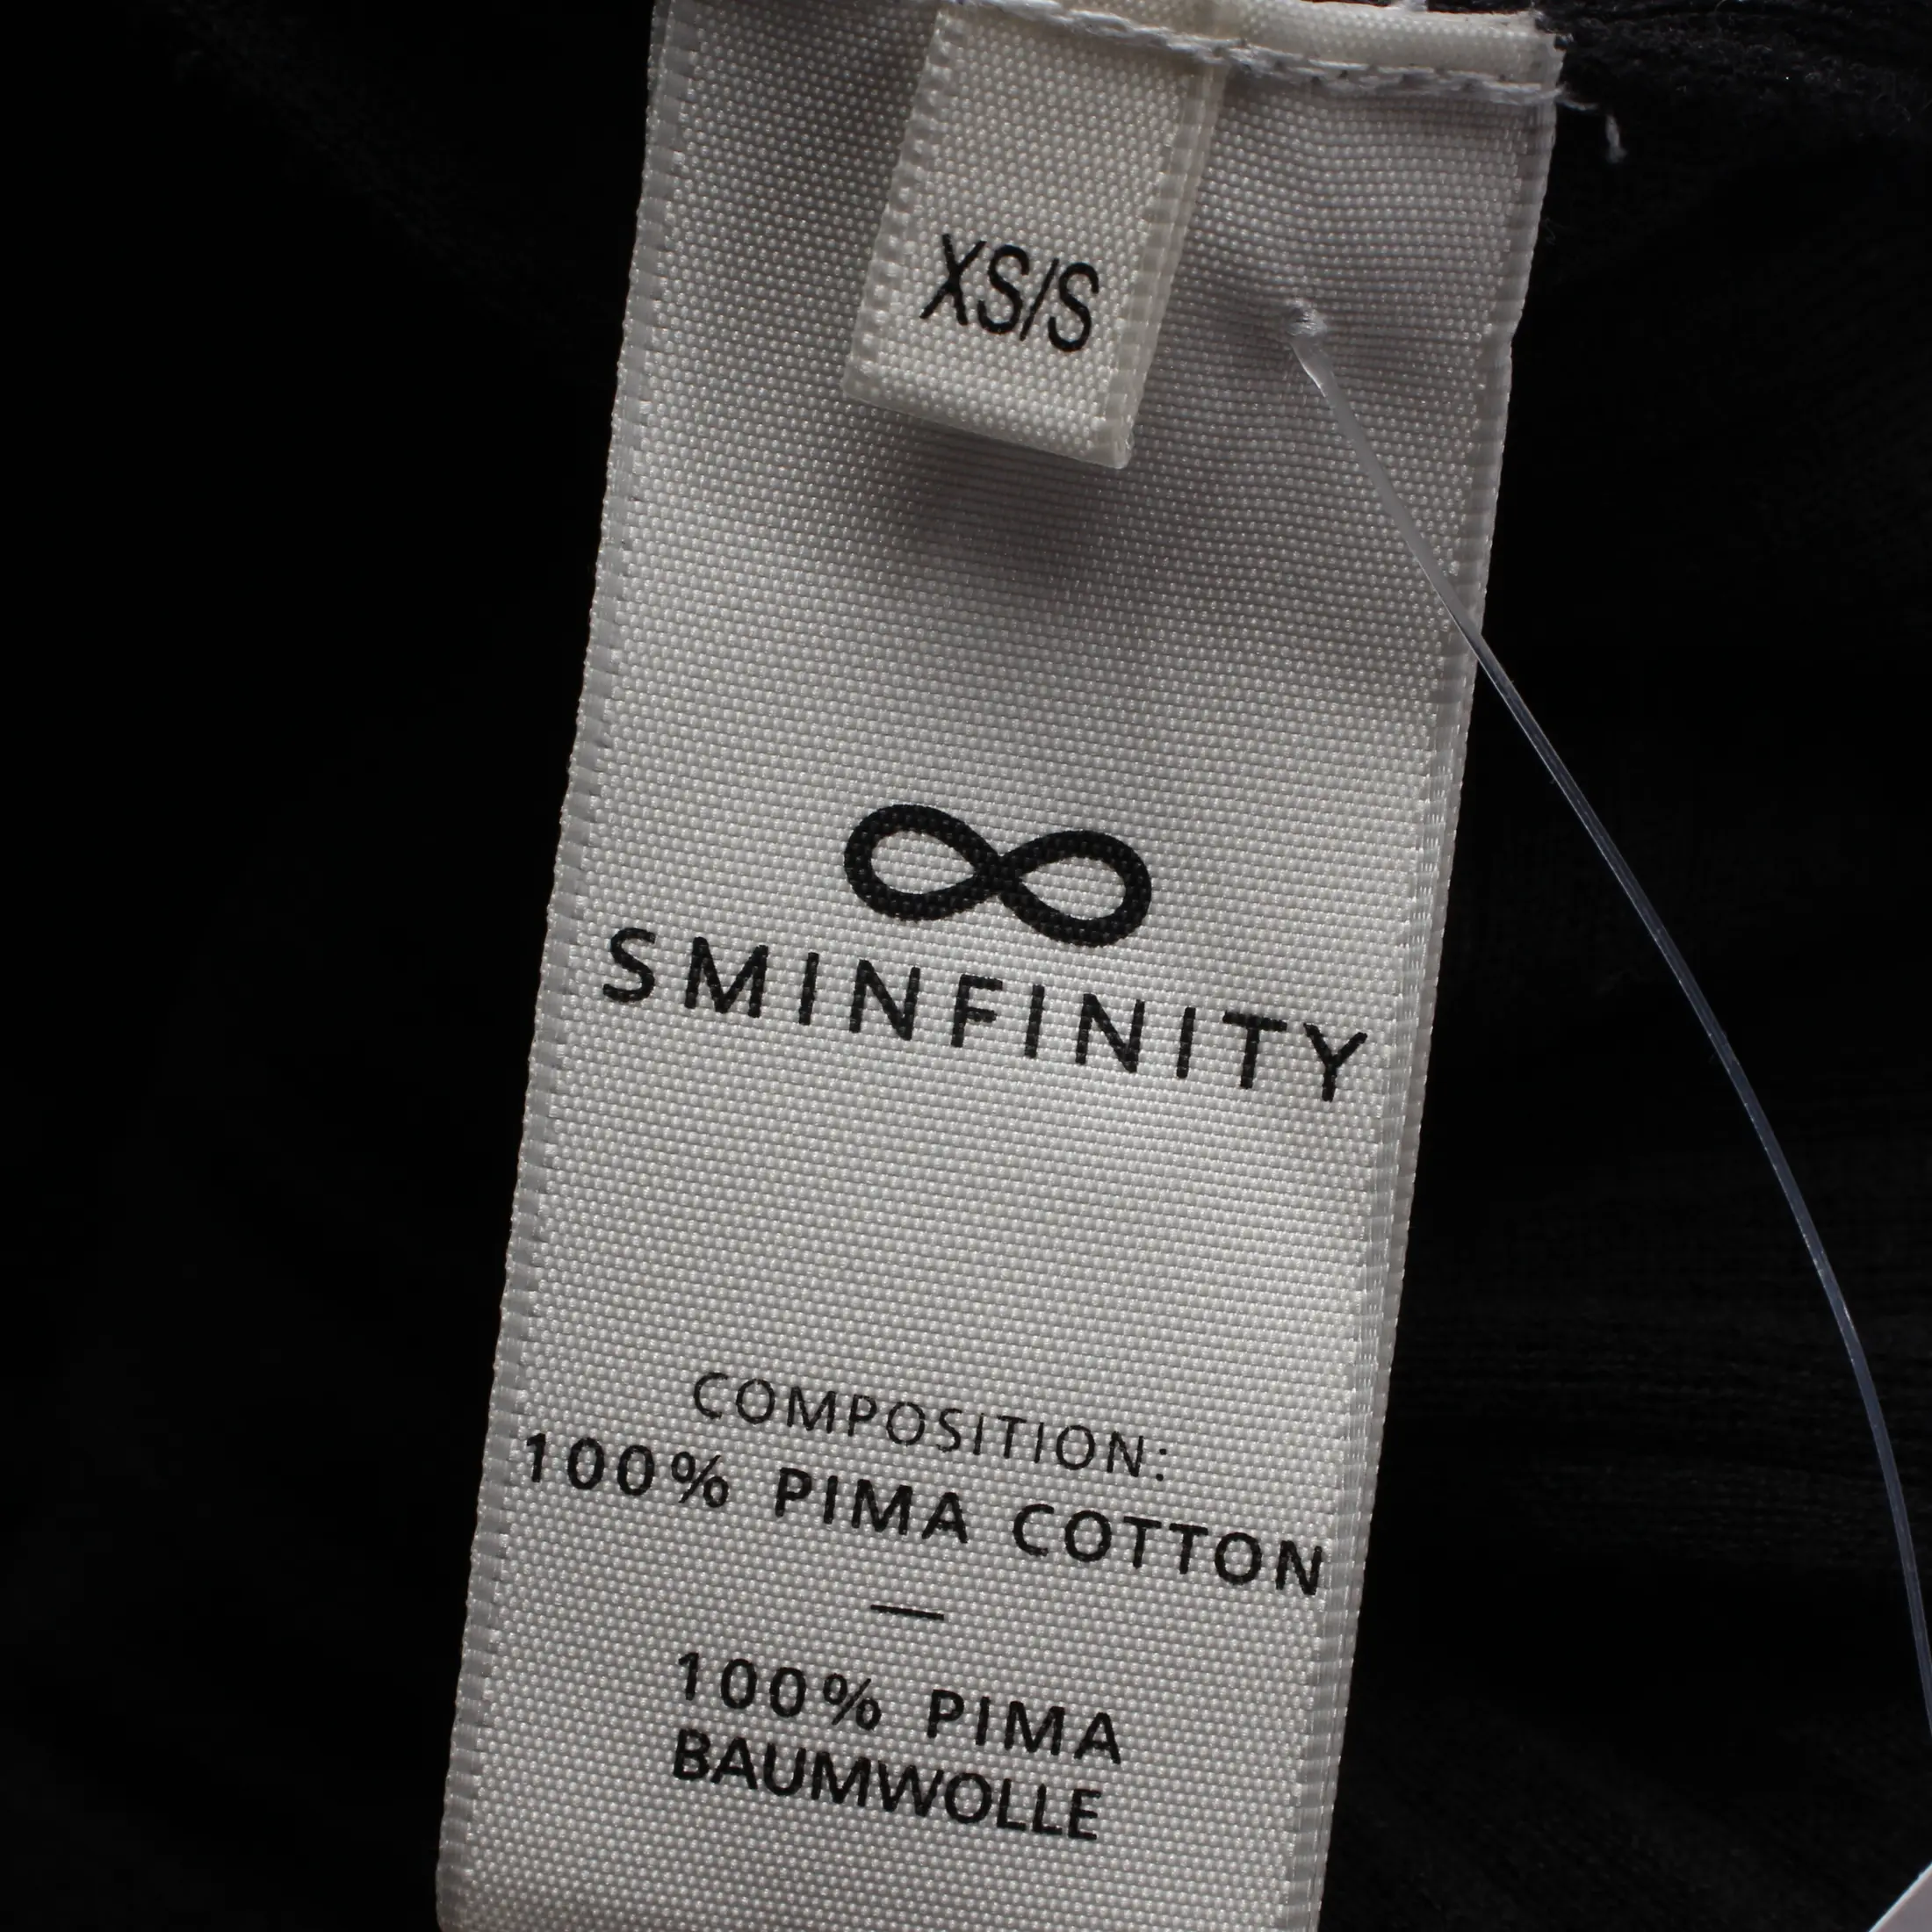 XS/S
SMINFINITY
COMPOSITION:
100% PIMA COTTON
—
100% PIMA
BAUMWOLLE